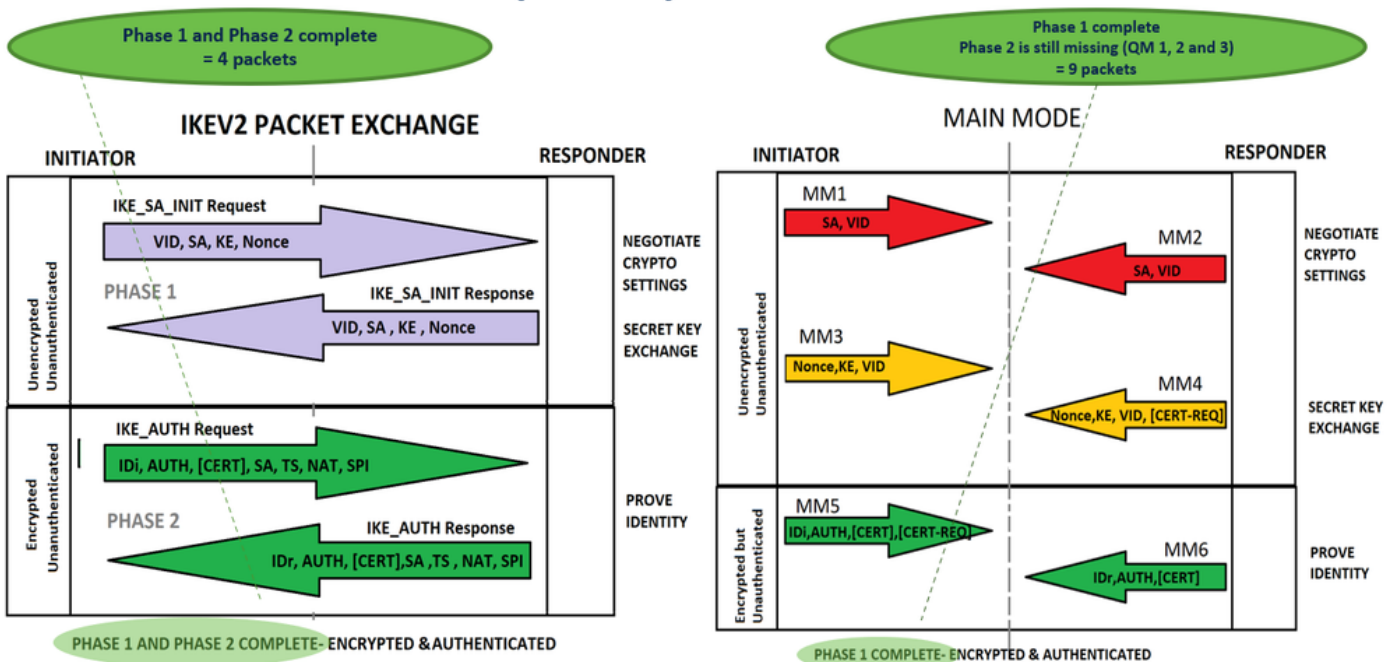 Phase 1 and Phase 2 complete
= 4 packets
IKEV2 PACKET EXCHANGE
INITIATOR
RESPONDER
Unencrypted
Unanuthenticated
IKE_SA_INIT Request
VID, SA, KE, Nonce
PHASE 1
IKE_SA_INIT Response
VID, SA , KE , Nonce
NEGOTIATE
CRYPTO
SETTINGS
SECRET KEY
EXCHANGE
Encrypted
Unanuthenticated
IKE_AUTH Request
IDi, AUTH, [CERT], SA, TS, NAT, SPI
PHASE 2
IKE_AUTH Response
IDr, AUTH, [CERT],SA ,TS , NAT, SPI
PROVE
IDENTITY
PHASE 1 AND PHASE 2 COMPLETE- ENCRYPTED & AUTHENTICATED
Phase 1 complete
Phase 2 is still missing (QM 1, 2 and 3)
= 9 packets
MAIN MODE
INITIATOR
RESPONDER
Unencrypted
Unauthenticated
MM1
SA, VID
MM2
SA, VID
NEGOTIATE
CRYPTO
SETTINGS
MM3
Nonce,KE, VID
MM4
Nonce,KE, VID, [CERT-REQ]
SECRET KEY
EXCHANGE
Encrypted but
Unauthenticated
MM5
IDi,AUTH,[CERT],[CERT-REQ]
MM6
IDr,AUTH,[CERT]
PROVE
IDENTITY
PHASE 1 COMPLETE- ENCRYPTED & AUTHENTICATED